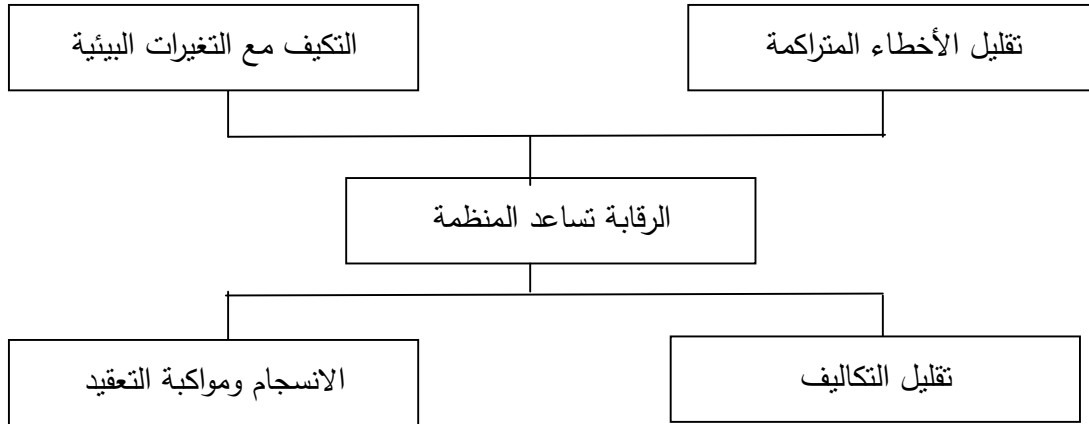 تقليل الأخطاء المتراكمة
التكيف مع التغيرات البيئية
الرقابة تساعد المنظمة
تقليل التكاليف
الانسجام ومواكبة التعقيد